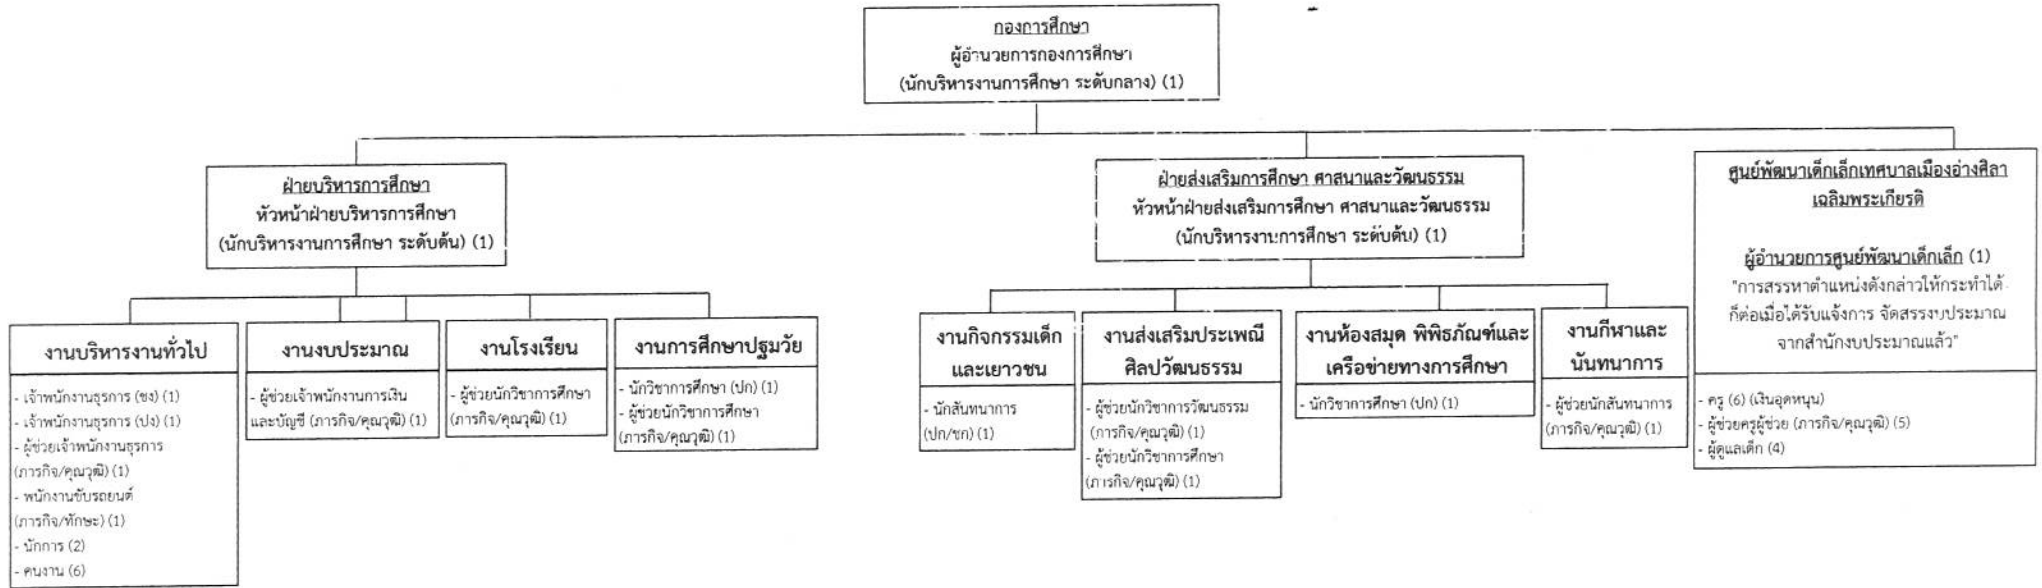 กองการศึกษา
ผู้อำนวยการกองการศึกษา
(นักบริหารงานการศึกษา ระดับกลาง) (1)
ฝ่ายบริหารการศึกษา
หัวหน้าฝ่ายบริหารการศึกษา
(นักบริหารงานการศึกษา ระดับต้น) (1)
ฝ่ายส่งเสริมการศึกษา ศาสนาและวัฒนธรรม
หัวหน้าฝ่ายส่งเสริมการศึกษา ศาสนาและวัฒนธรรม
(นักบริหารงานการศึกษา ระดับต้น) (1)
ศูนย์พัฒนาเด็กเล็กเทศบาลเมืองอ่างศิลา
เฉลิมพระเกียรติ
ผู้อำนวยการศูนย์พัฒนาเด็กเล็ก (1)
"การสรรหาตำแหน่งดังกล่าวให้กระทำได้
ก็ต่อเมื่อได้รับแจ้งการ จัดสรรงบประมาณ
จากสำนักงบประมาณแล้ว"
- ครู (6) (เงินอุดหนุน)
- ผู้ช่วยครูผู้ช่วย (ภารกิจ/คุณวุฒิ) (5)
- ผู้ดูแลเด็ก (4)
งานบริหารงานทั่วไป
- เจ้าพนักงานธุรการ (ชง) (1)
- เจ้าพนักงานธุรการ (ปง) (1)
- ผู้ช่วยเจ้าพนักงานธุรการ
(ภารกิจ/คุณวุฒิ) (1)
- พนักงานขับรถยนต์
(ภารกิจ/ทักษะ) (1)
- นักการ (2)
- คนงาน (6)
งานงบประมาณ
- ผู้ช่วยเจ้าพนักงานการเงิน
และบัญชี (ภารกิจ/คุณวุฒิ) (1)
งานโรงเรียน
- ผู้ช่วยนักวิชาการศึกษา
(ภารกิจ/คุณวุฒิ) (1)
งานการศึกษาปฐมวัย
- นักวิชาการศึกษา (ปก) (1)
- ผู้ช่วยนักวิชาการศึกษา
(ภารกิจ/คุณวุฒิ) (1)
งานกิจกรรมเด็ก
และเยาวชน
- นักสันทนาการ
(ปก/ชก) (1)
งานส่งเสริมประเพณี
ศิลปวัฒนธรรม
- ผู้ช่วยนักวิชาการวัฒนธรรม
(ภารกิจ/คุณวุฒิ) (1)
- ผู้ช่วยนักวิชาการศึกษา
(ภารกิจ/คุณวุฒิ) (1)
งานห้องสมุด พิพิธภัณฑ์และ
เครือข่ายทางการศึกษา
- นักวิชาการศึกษา (ปก) (1)
งานกีฬาและ
นันทนาการ
- ผู้ช่วยนักสันทนาการ
(ภารกิจ/คุณวุฒิ) (1)